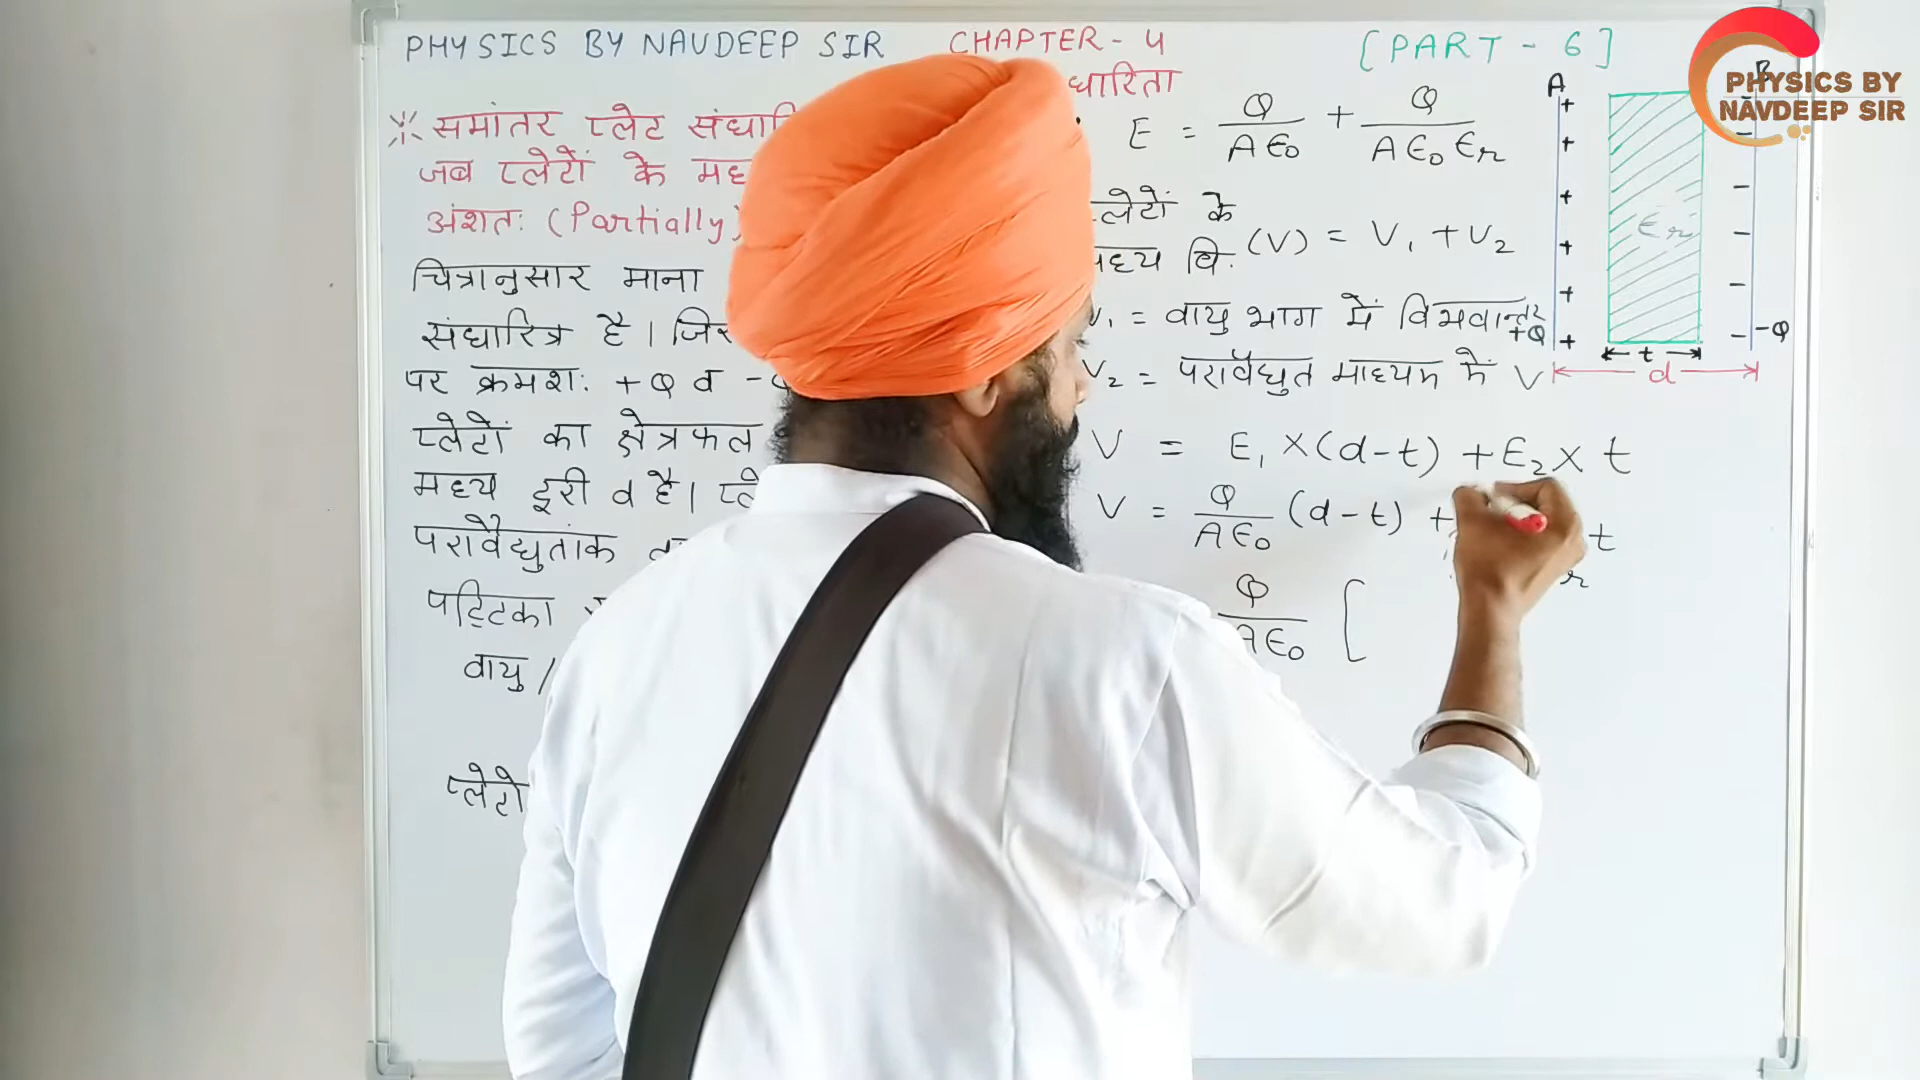 PHYSICS BY NAVDEEP SIR CHAPTER - 4 [PART - 6]
धारिता
PHYSICS BY
NAVDEEP SIR
समांतर प्लेट
जब प्लेटों के
अंशतः (Partially)
चित्रानुसार माना
संधारित्र है।
पर क्रमशः +Q व -
प्लेटों का क्षेत्रफल
मध्य दूरी d है।
परावैद्युतांक
पट्टिका
वायु /
प्लेटों
E = Q/Aϵ0 + Q/Aϵ0ϵr
प्लेटों के
मध्य वि. (V) = V1 + V2
V1 = वायु भाग में विभवान्तर
V2 = परावैद्युत माध्यम में V
V = E1 ×(d-t) + E2 × t
V = Q/Aϵ0 (d-t) + t
r
Q/Aϵ0 [
A
+
+
+
+
+
+
+Q
ϵr
B
-
-
-
-
-
-Q
t
d